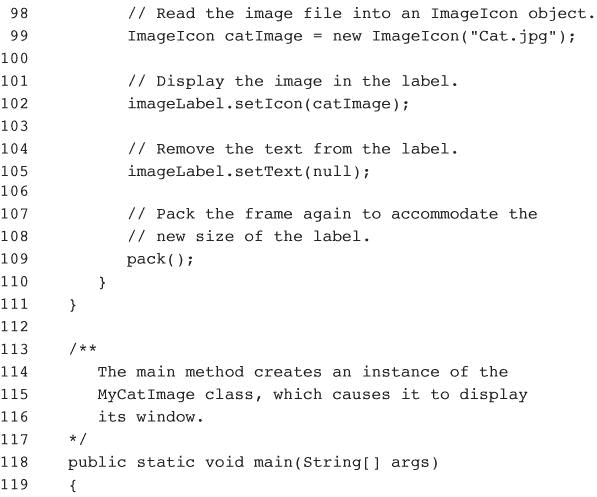 98 // Read the image file into an ImageIcon object.
99 ImageIcon catImage = new ImageIcon("Cat.jpg");
100
101 // Display the image in the label.
102 imageLabel.setIcon(catImage);
103
104 // Remove the text from the label.
105 imageLabel.setText(null);
106
107 // Pack the frame again to accommodate the
108 // new size of the label.
109 pack();
110 }
111 }
112
113 /**
114 The main method creates an instance of the
115 MyCatImage class, which causes it to display
116 its window.
117 */
118 public static void main(String[] args)
119 {